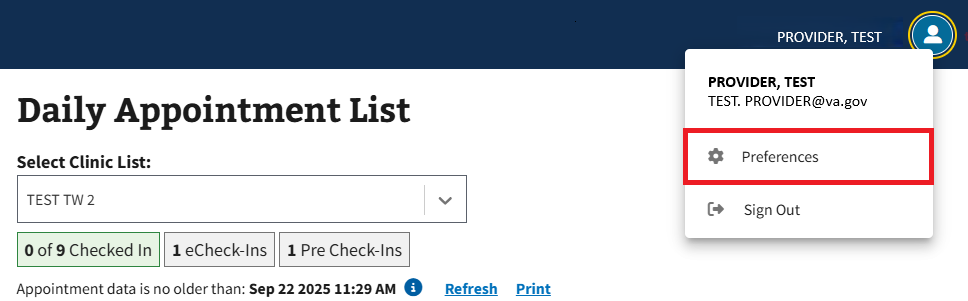 PROVIDER, TEST
PROVIDER, TEST
TEST. PROVIDER@va.gov
Preferences
Sign Out
Daily Appointment List
Select Clinic List:
TEST TW 2
0 of 9 Checked In 1 eCheck-Ins 1 Pre Check-Ins
Appointment data is no older than: Sep 22 2025 11:29 AM Refresh Print